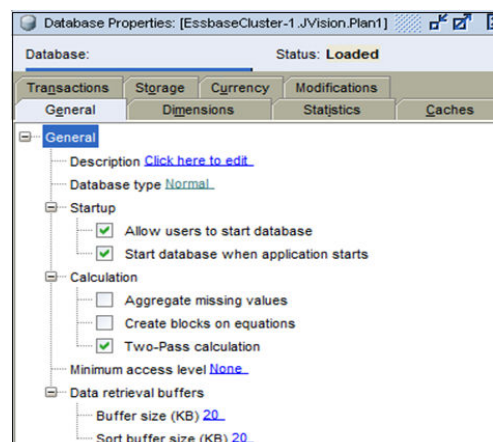 Database Properties: [EssbaseCluster-1.JVision.Plan1]
Database: Status: Loaded
Transactions Storage Currency Modifications
General Dimensions Statistics Caches
General
Description Click here to edit
Database type Normal
Startup
Allow users to start database
Start database when application starts
Calculation
Aggregate missing values
Create blocks on equations
Two-Pass calculation
Minimum access level None
Data retrieval buffers
Buffer size (KB) 20
Sort buffer size (KB) 20